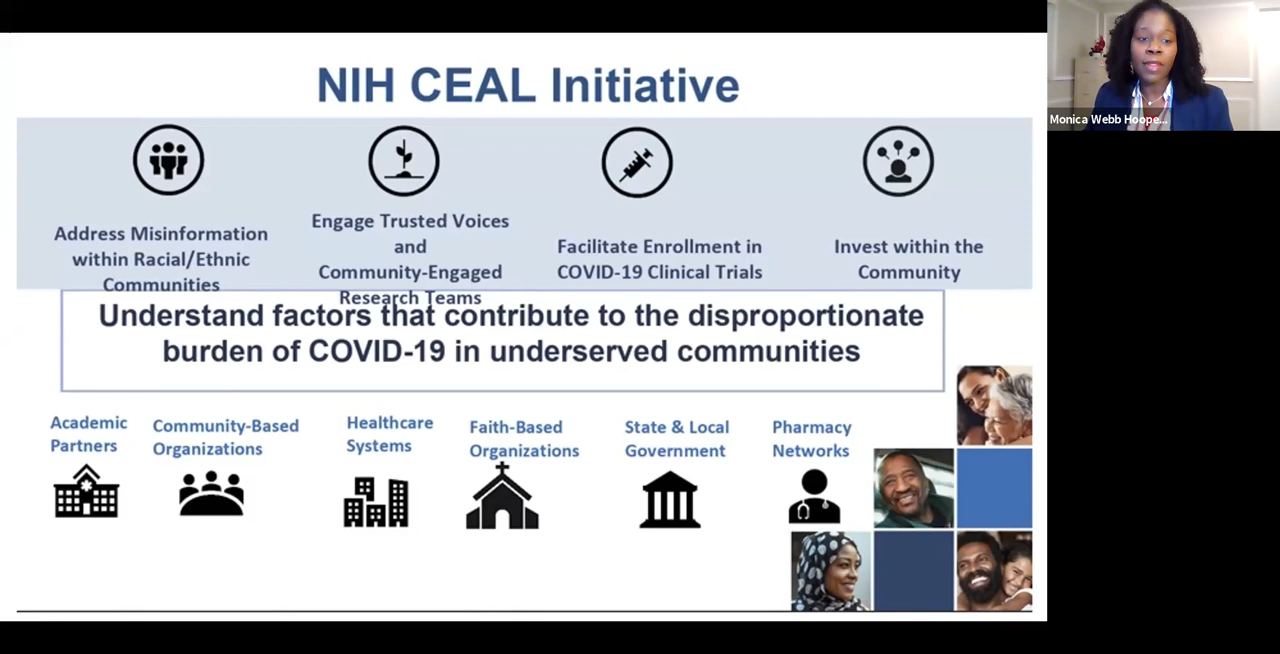 NIH CEAL Initiative
Address Misinformation
within Racial/Ethnic
Communities
Engage Trusted Voices
and
Community-Engaged
Research Teams
Facilitate Enrollment in
COVID-19 Clinical Trials
Invest within the
Community
Understand factors that contribute to the disproportionate
burden of COVID-19 in underserved communities
Academic
Partners
Community-Based
Organizations
Healthcare
Systems
Faith-Based
Organizations
State & Local
Government
Pharmacy
Networks
Monica Webb Hoope...